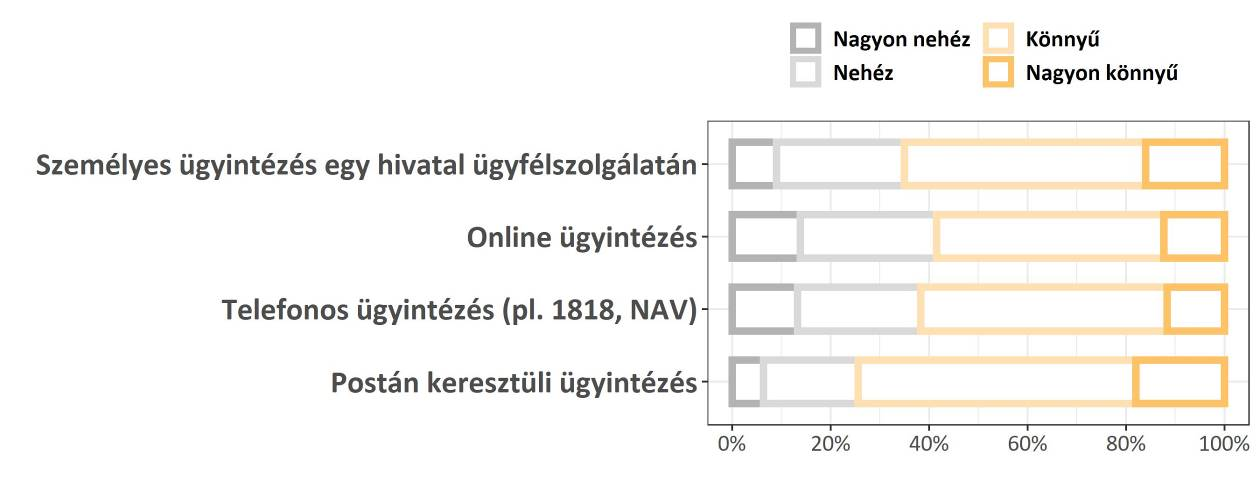 Nagyon nehéz Könnyű
Nehéz Nagyon könnyű
Személyes ügyintézés egy hivatal ügyfélszolgálatán
Online ügyintézés
Telefonos ügyintézés (pl. 1818, NAV)
Postán keresztüli ügyintézés
0% 20% 40% 60% 80% 100%